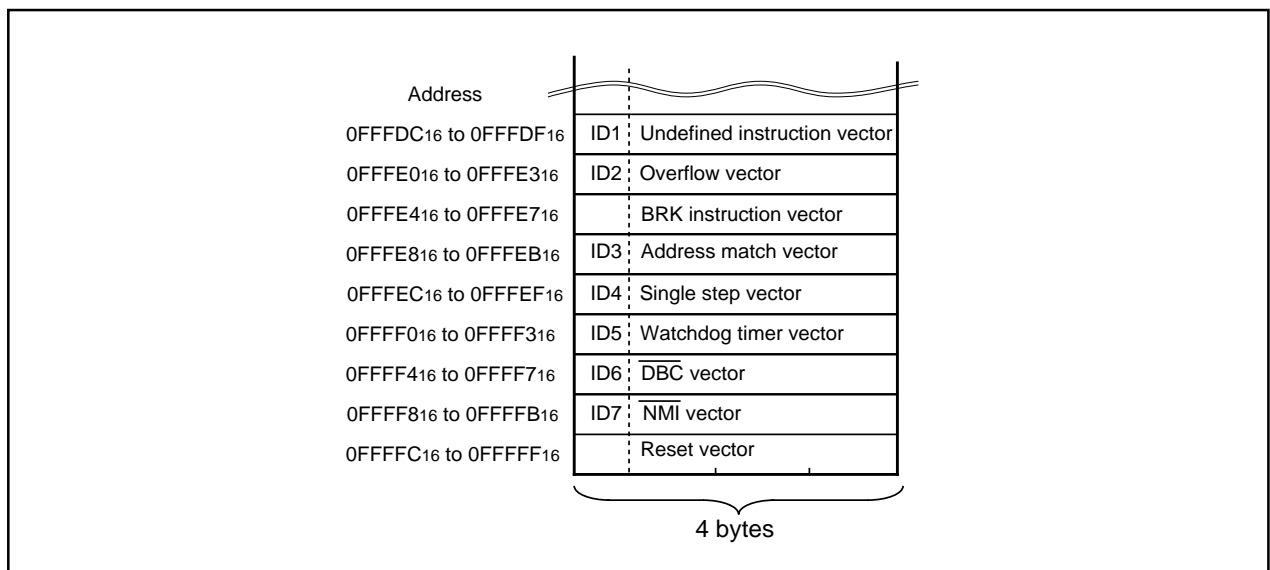 Address
0FFFDC16 to 0FFFDF16 ID1 Undefined instruction vector
0FFFE016 to 0FFFE316 ID2 Overflow vector
0FFFE416 to 0FFFE716 BRK instruction vector
0FFFE816 to 0FFFEB16 ID3 Address match vector
0FFFEC16 to 0FFFEF16 ID4 Single step vector
0FFFF016 to 0FFFF316 ID5 Watchdog timer vector
0FFFF416 to 0FFFF716 ID6 DBC vector
0FFFF816 to 0FFFFB16 ID7 NMI vector
0FFFFC16 to 0FFFFF16 Reset vector
4 bytes